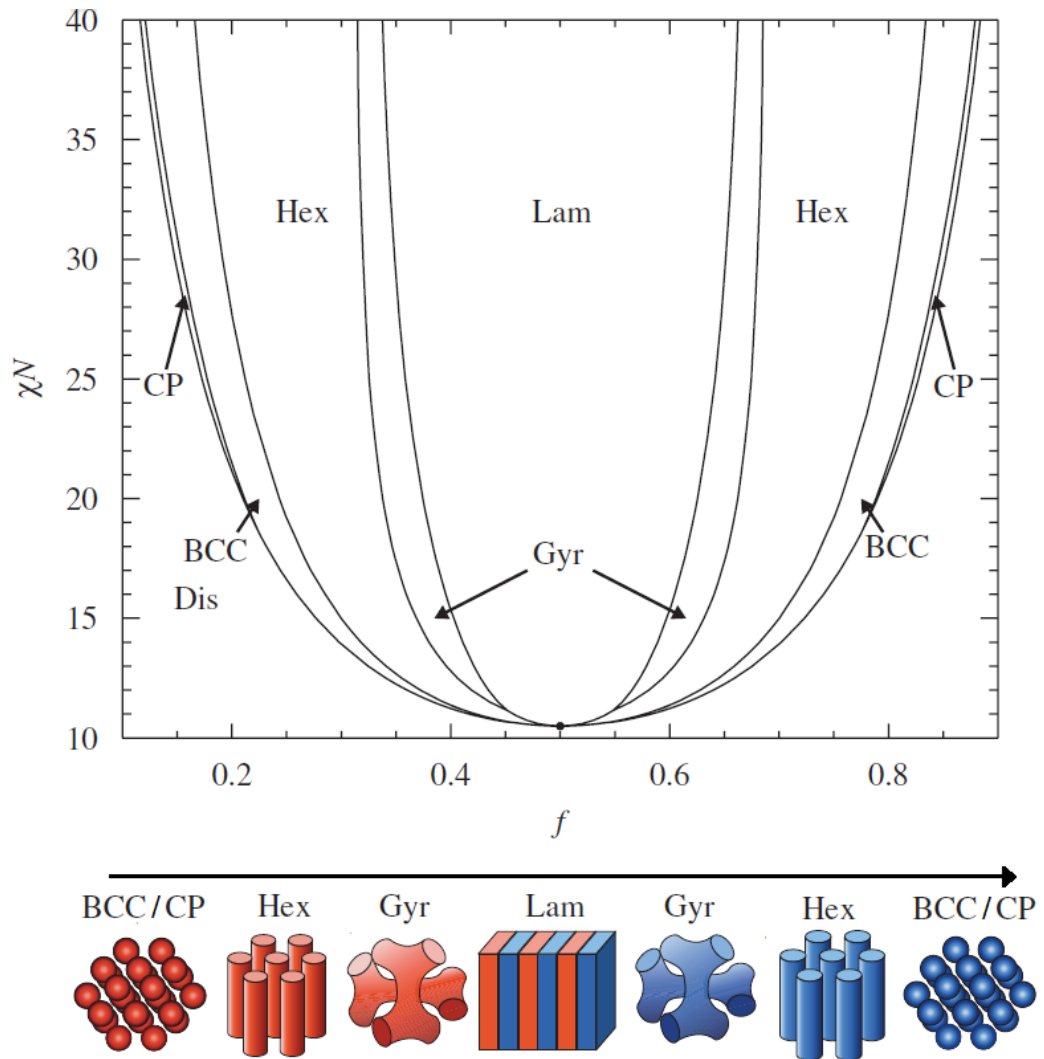 40
35
30
25
20
15
10
χN
Hex
Lam
Hex
CP
CP
BCC
BCC
Gyr
Dis
0.2
0.4
0.6
0.8
f
BCC/CP
Hex
Gyr
Lam
Gyr
Hex
BCC/CP